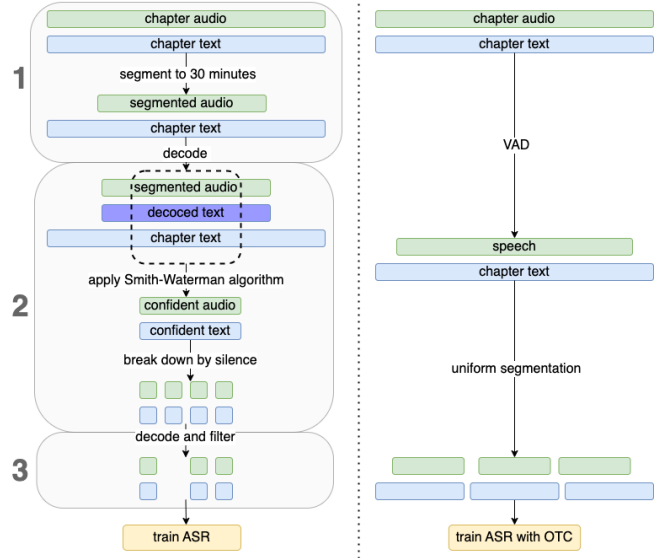 chapter audio
chapter text
1
segment to 30 minutes
segmented audio
chapter text
decode
segmented audio
decoced text
chapter text
apply Smith-Waterman algorithm
2
confident audio
confident text
break down by silence
decode and filter
3
train ASR
chapter audio
chapter text
VAD
speech
chapter text
uniform segmentation
train ASR with OTC